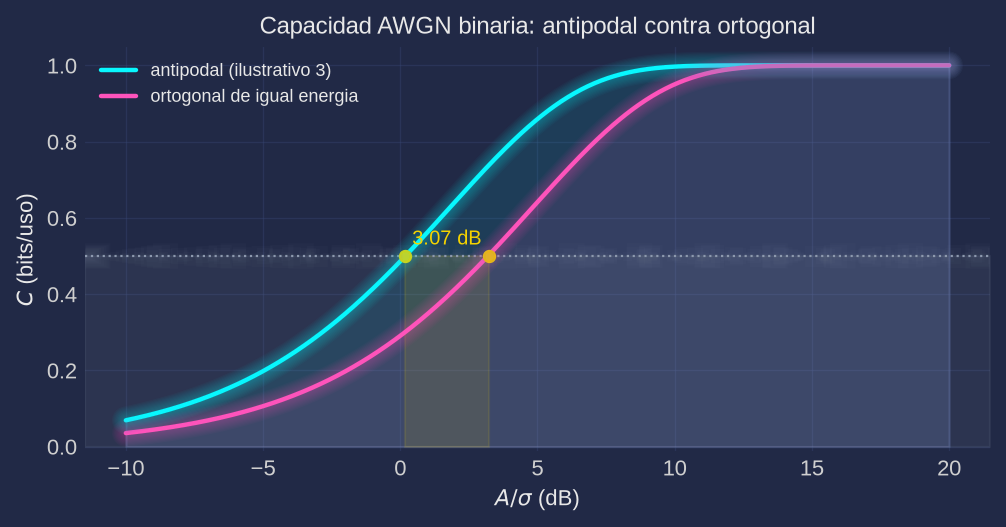 Capacidad AWGN binaria: antipodal contra ortogonal
antipodal (ilustrativo 3)
ortogonal de igual energia
3.07 dB
C (bits/uso)
1.0
0.8
0.6
0.4
0.2
0.0
−10
−5
0
5
10
15
20
A/σ (dB)